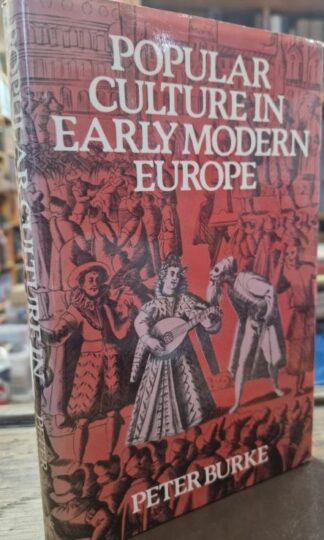 POPULAR
CULTURE IN
EARLY MODERN
EUROPE
PETER BURKE